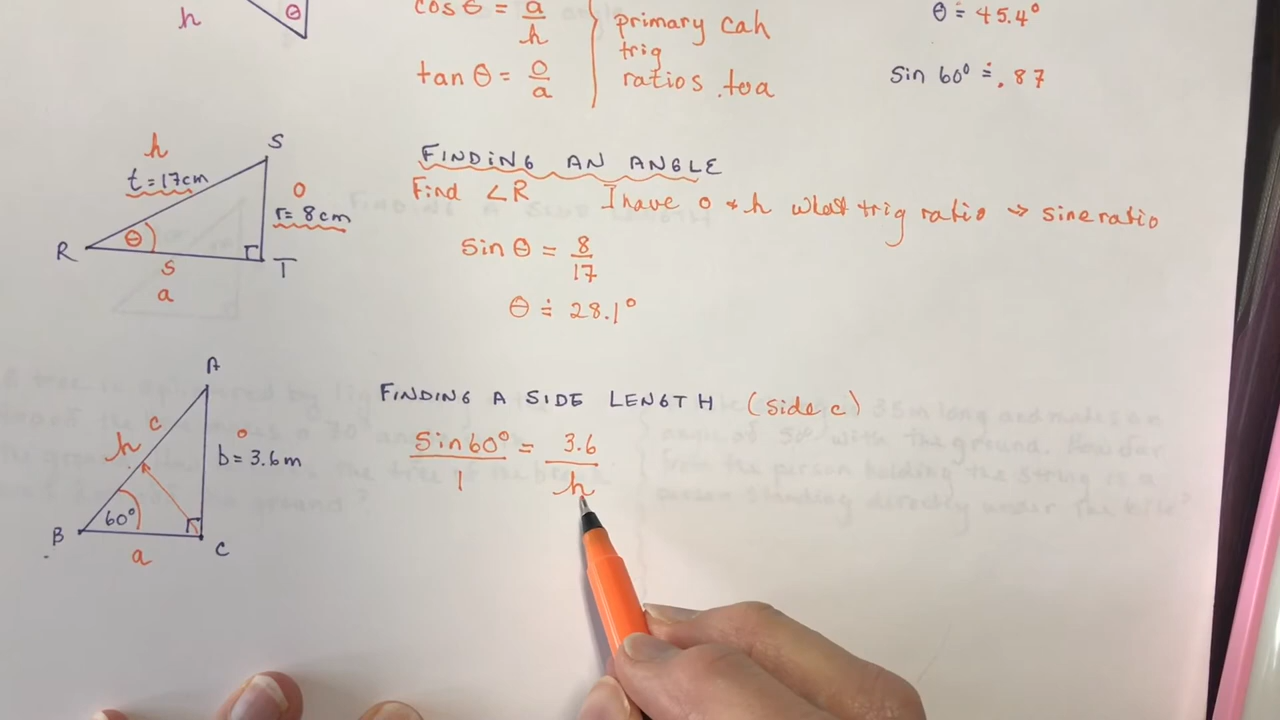 h
θ
cos θ = a/h
tan θ = o/a
primary cah
trig
ratios toa
θ ≐ 45.4°
sin 60° ≐ .87
h
t = 17cm
S
o
r = 8cm
R
θ
s
a
T
FINDING AN ANGLE
Find ∠R I have o & h what trig ratio → sine ratio
sin θ = 8/17
θ ≐ 28.1°
A
h
c
o
b = 3.6m
60°
B
a
C
FINDING A SIDE LENGTH (side c)
sin 60°/1 = 3.6/h